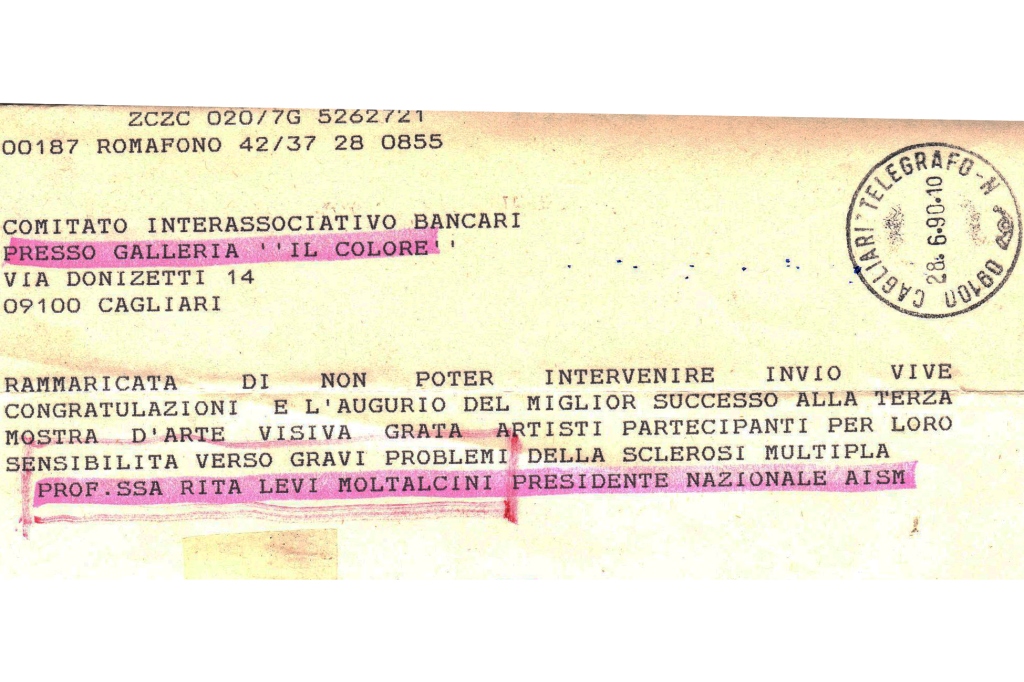 ZCZC 020/7G 5262721
00187 ROMAFONO 42/37 28 0855
CAGLIARI TELEGRAFO-N
28. 6.90.10
09100 CAGLIARI
COMITATO INTERASSOCIATIVO BANCARI
PRESSO GALLERIA ''IL COLORE''
VIA DONIZETTI 14
09100 CAGLIARI
RAMMARICATA DI NON POTER INTERVENIRE INVIO VIVE
CONGRATULAZIONI E L'AUGURIO DEL MIGLIOR SUCCESSO ALLA TERZA
MOSTRA D'ARTE VISIVA GRATA ARTISTI PARTECIPANTI PER LORO
SENSIBILITA VERSO GRAVI PROBLEMI DELLA SCLEROSI MULTIPLA
PROF.SSA RITA LEVI MOLTALCINI PRESIDENTE NAZIONALE AISM